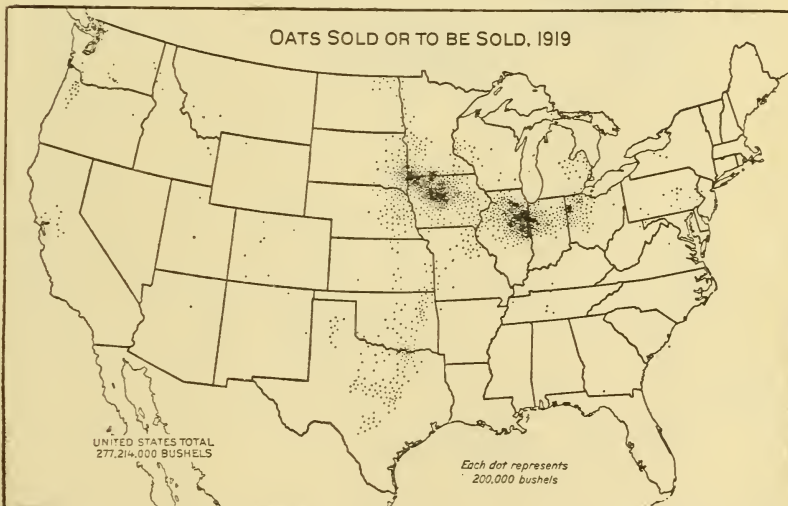 OATS SOLD OR TO BE SOLD, 1919
UNITED STATES TOTAL
277,214,000 BUSHELS
Each dot represents
200,000 bushels